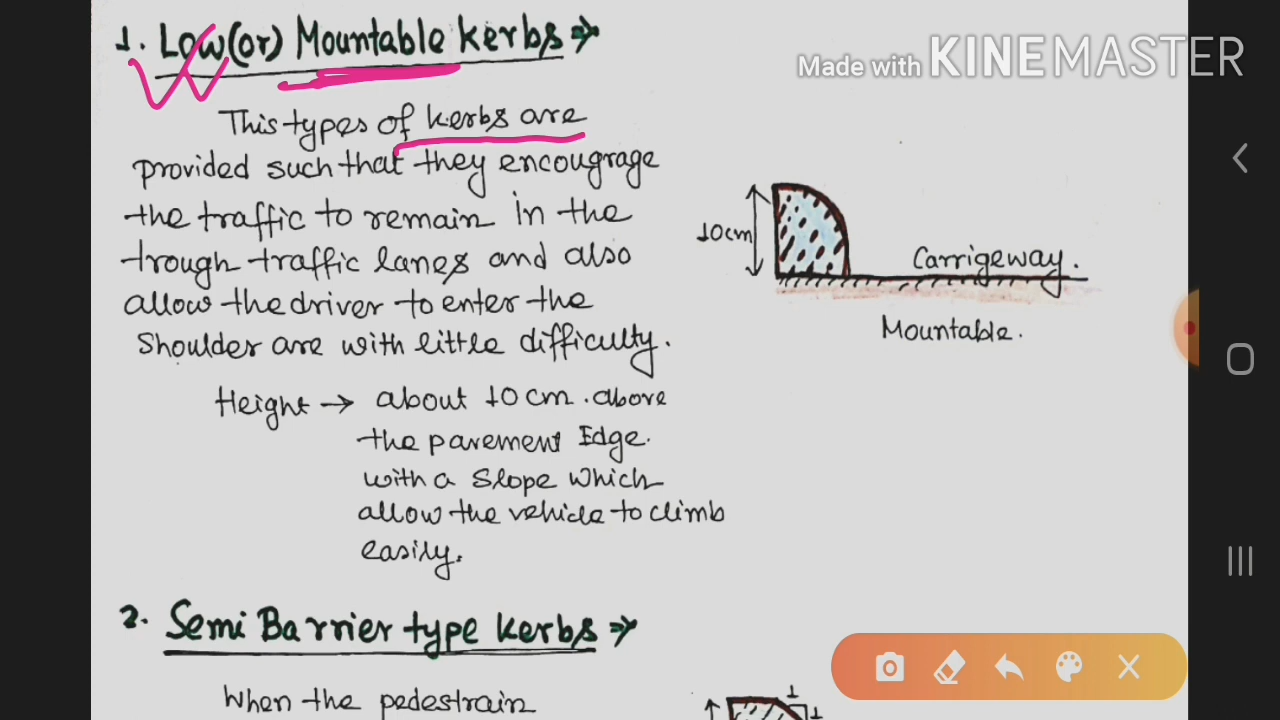 1. Low (or) Mountable kerbs →
Made with KINEMASTER
This types of kerbs are
provided such that they encougrage
the traffic to remain in the
trough traffic lanes and also
allow the driver to enter the
Shoulder are with little difficulty.
10cm
Carrigeway.
Mountable.
Height → about 10 cm. above
the pavement Edge.
with a slope which
allow the vehicle to climb
easily.
2. Semi Barrier type kerbs →
When the pedestrain
1
1